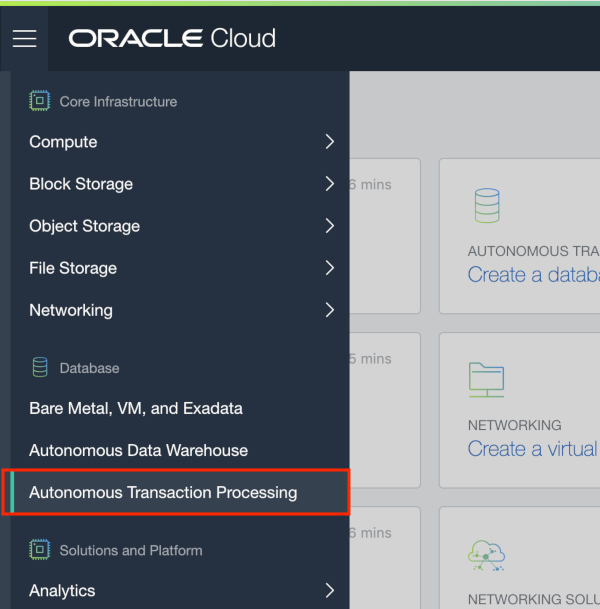 ORACLE Cloud
Core Infrastructure
Compute
Block Storage
Object Storage
File Storage
Networking
Database
Bare Metal, VM, and Exadata
Autonomous Data Warehouse
Autonomous Transaction Processing
Solutions and Platform
Analytics
6 mins
AUTONOMOUS TRA
Create a datab
5 mins
NETWORKING
Create a virtual
6 mins
NETWORKING SOLU